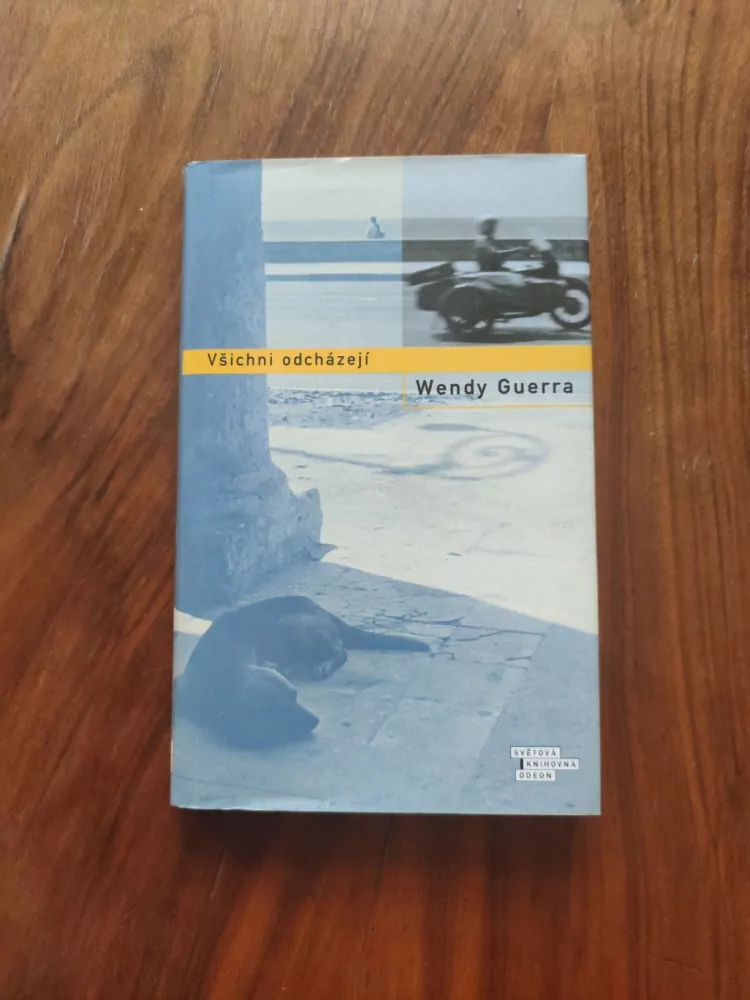 Všichni odcházejí
Wendy Guerra
SVĚTOVÁ
KNIHOVNA
ODEON